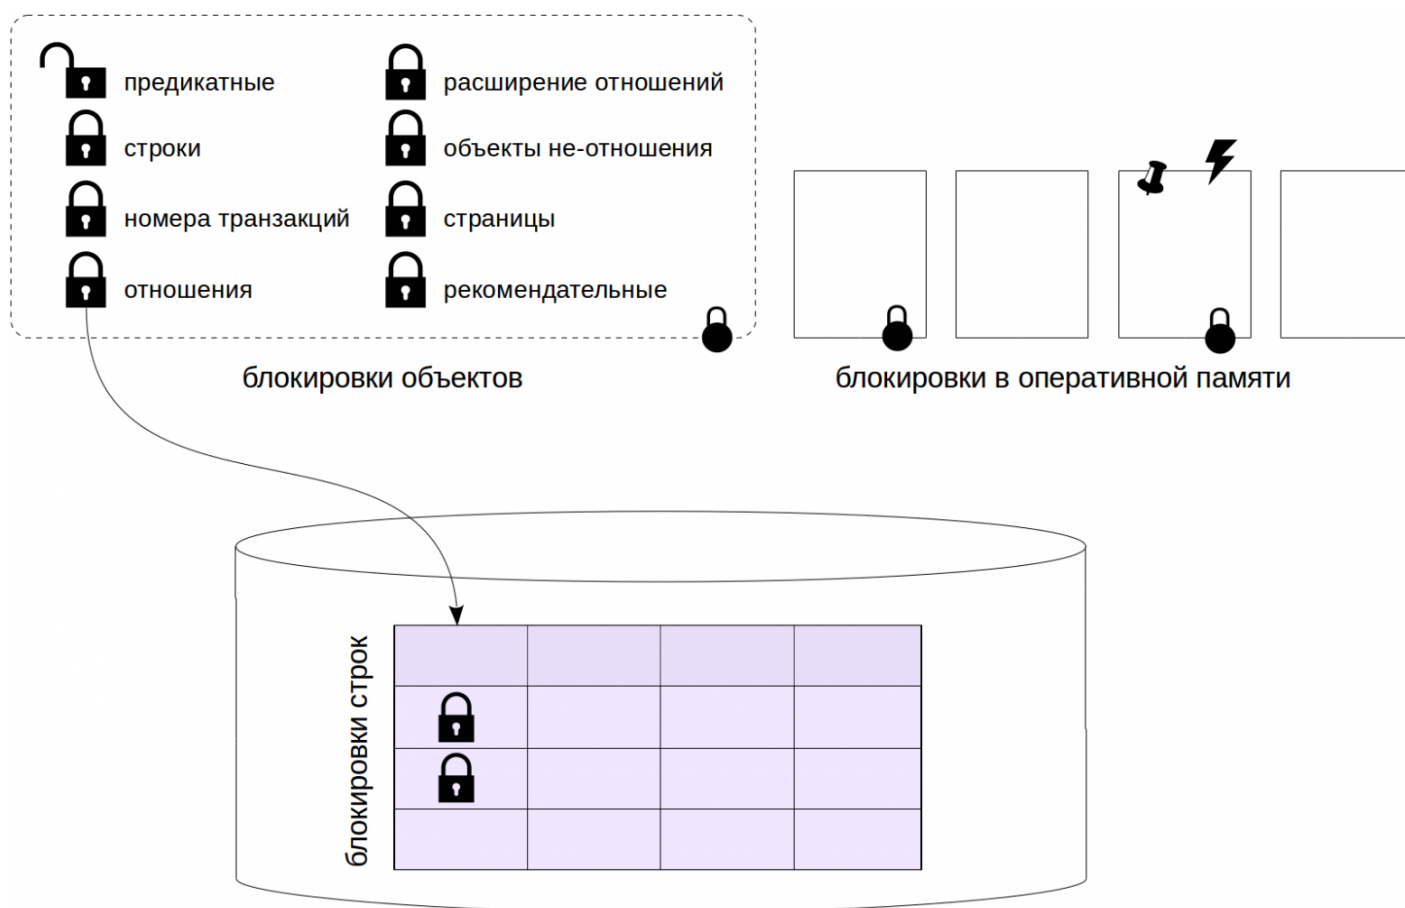 предикатные
строки
номера транзакций
отношения
расширение отношений
объекты не-отношения
страницы
рекомендательные
блокировки объектов
блокировки в оперативной памяти
блокировки строк